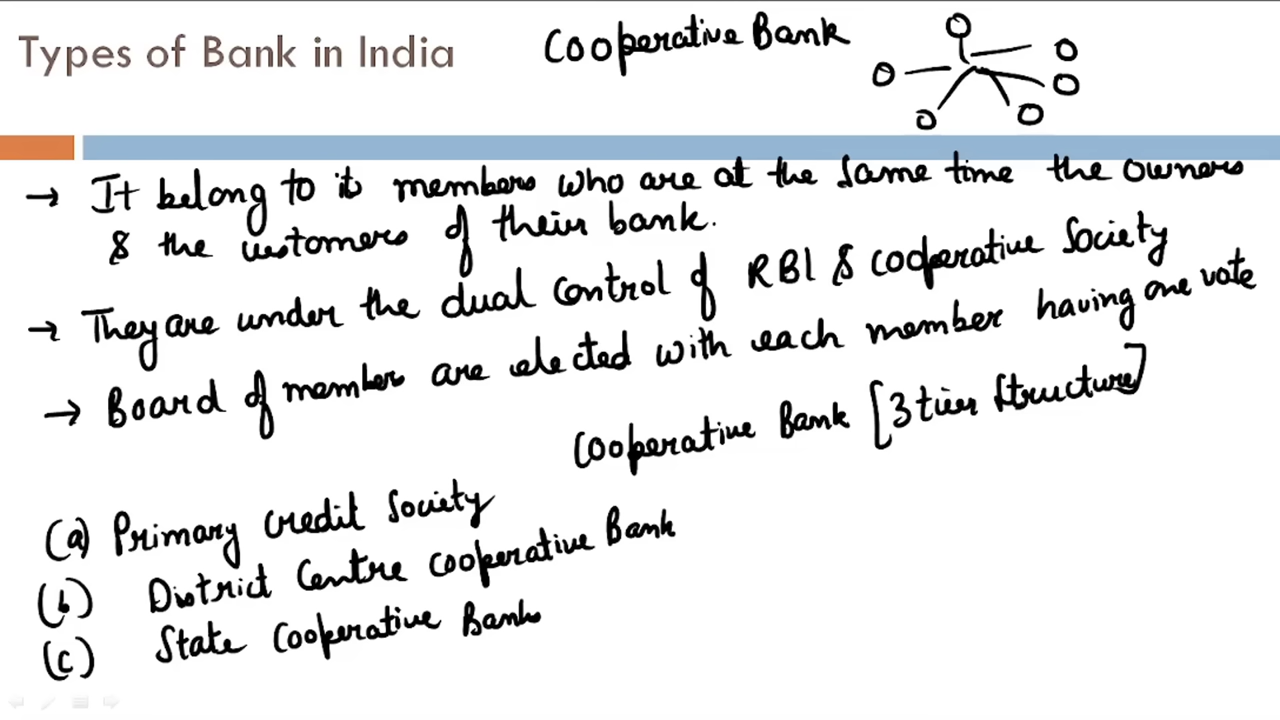 Types of Bank in India
Cooperative Bank
→ It belong to it members who are at the same time the owners
& the customers of their bank.
→ They are under the dual control of RBI & cooperative Society
→ Board of member are elected with each member having one vote
Cooperative Bank [3 tier Structure]
(a) Primary credit Society
(b) District Centre cooperative Bank
(c) State Cooperative Bank